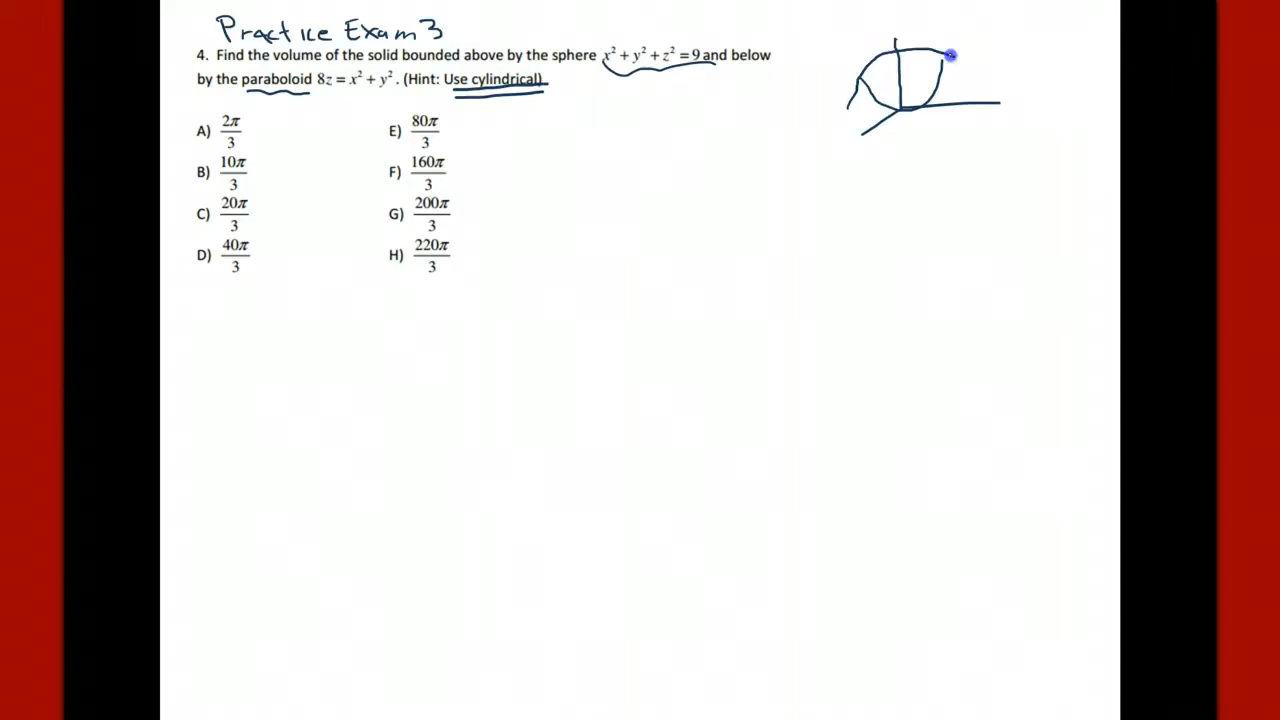 Practice Exam 3
4. Find the volume of the solid bounded above by the sphere x² + y² + z² = 9 and below
by the paraboloid 8z = x² + y². (Hint: Use cylindrical)
A) 2π/3 E) 80π/3
B) 10π/3 F) 160π/3
C) 20π/3 G) 200π/3
D) 40π/3 H) 220π/3